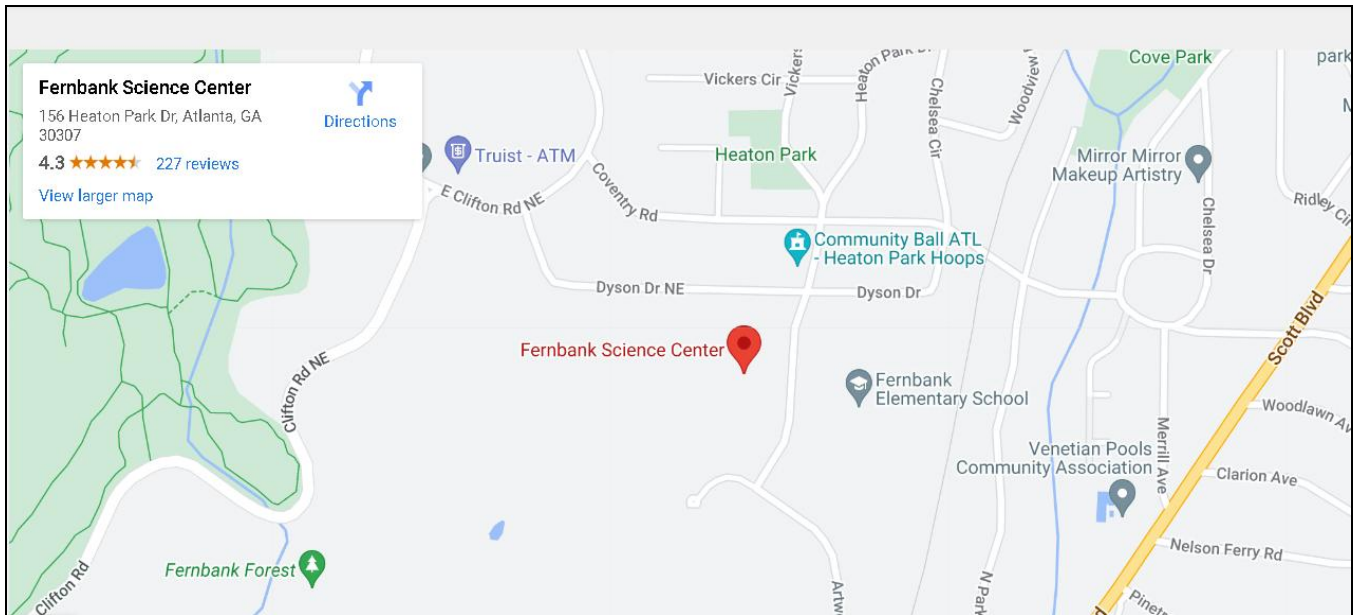 Fernbank Science Center
156 Heaton Park Dr, Atlanta, GA
30307
4.3
227 reviews
View larger map
Directions
Cove Park
park
Vickers Cir
Vickers
Heaton Park D
Chelsea Cir
Woodview
Truist - ATM
Heaton Park
Mirror Mirror
Makeup Artistry
E Clifton Rd NE
Coventry Rd
Ridley Cir
Chelsea Dr
Community Ball ATL
- Heaton Park Hoops
Dyson Dr NE
Dyson Dr
Scott Blvd
Fernbank Science Center
Clifton Rd NE
Fernbank
Elementary School
Woodlawn Av
Merrill Ave
Venetian Pools
Community Association
Clarion Ave
Nelson Ferry Rd
Fernbank Forest
Clifton Rd
Artw
N Park
Pinetr